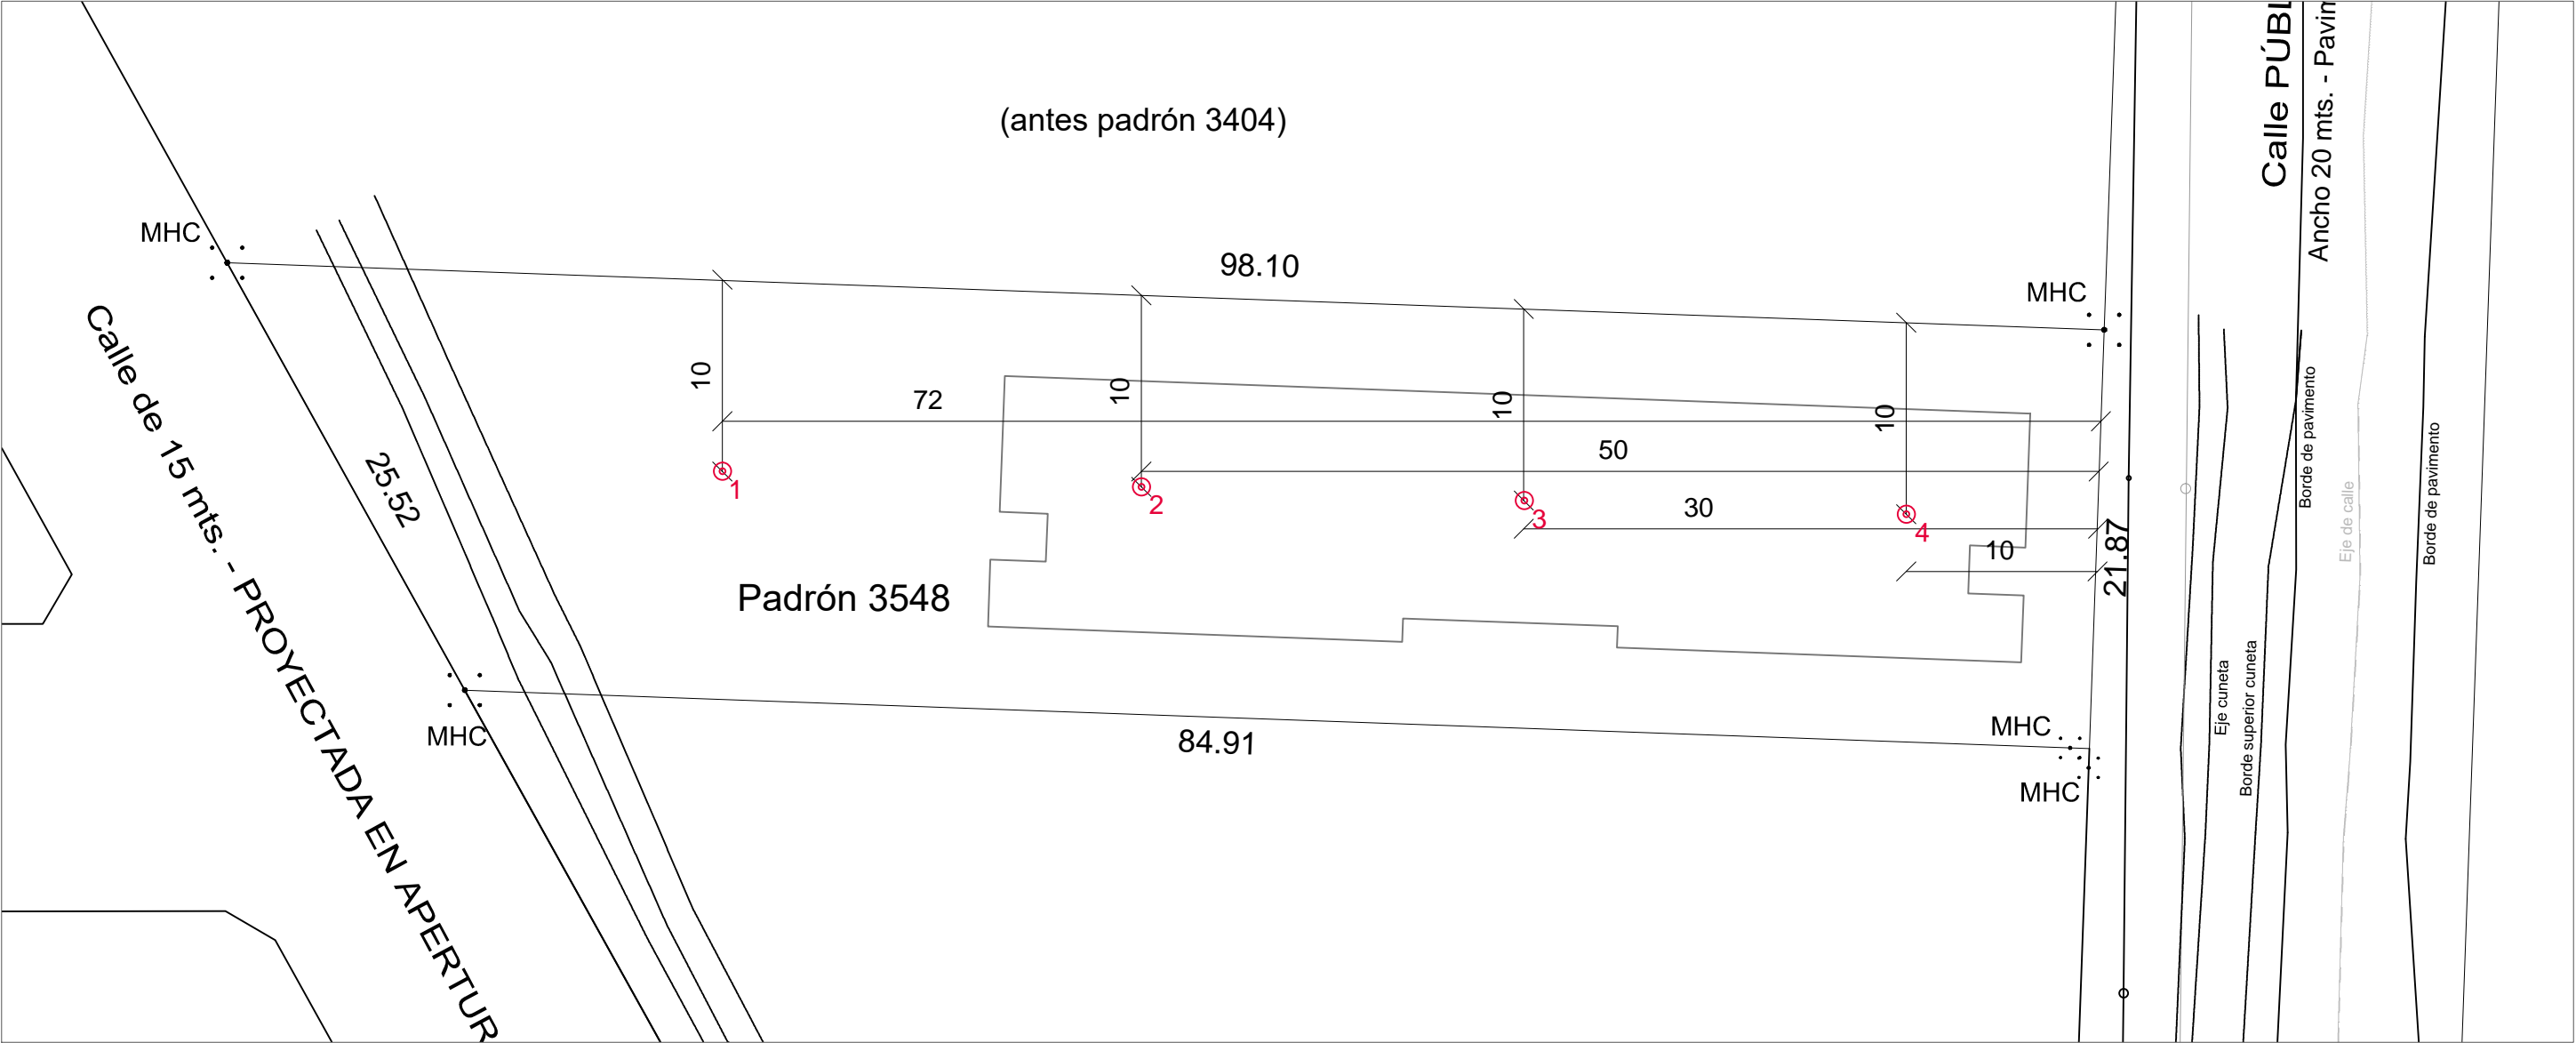 Calle PÚBL
Ancho 20 mts. - Pavim
(antes padrón 3404)
MHC
98.10
MHC
Calle de 15 mts. - PROYECTADA EN APERTUR
25.52
10
10
10
10
72
50
30
10
1
2
3
4
21.87
Padrón 3548
MHC
84.91
MHC
MHC
Borde de pavimento
Eje de calle
Borde de pavimento
Eje cuneta
Borde superior cuneta